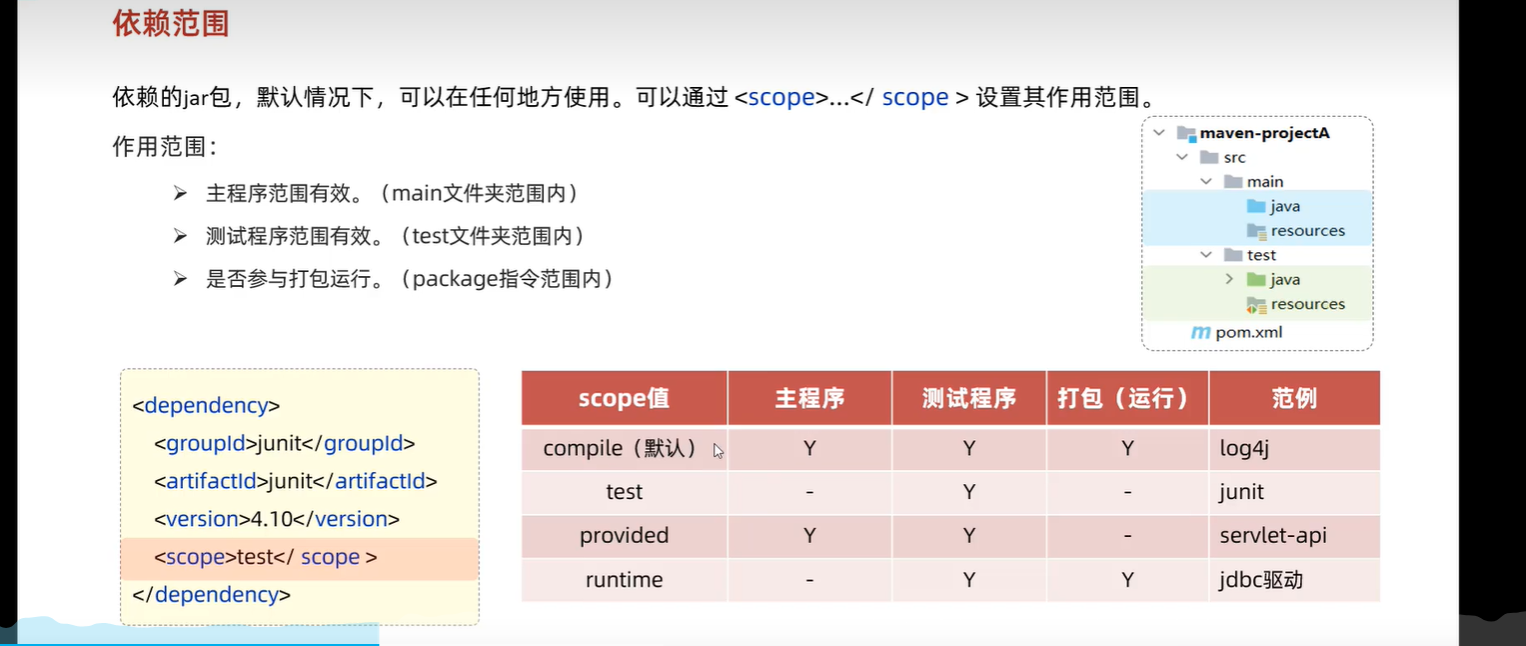 依赖范围
依赖的jar包，默认情况下，可以在任何地方使用。可以通过 <scope>...</ scope > 设置其作用范围。
作用范围：
➢ 主程序范围有效。（main文件夹范围内）
➢ 测试程序范围有效。（test文件夹范围内）
➢ 是否参与打包运行。（package指令范围内）
maven-projectA
src
main
java
resources
test
java
resources
m pom.xml
<dependency>
<groupId>junit</groupId>
<artifactId>junit</artifactId>
<version>4.10</version>
<scope>test</ scope >
</dependency>
scope值 主程序 测试程序 打包（运行） 范例
compile（默认） Y Y Y log4j
test - Y - junit
provided Y Y - servlet-api
runtime - Y Y jdbc驱动